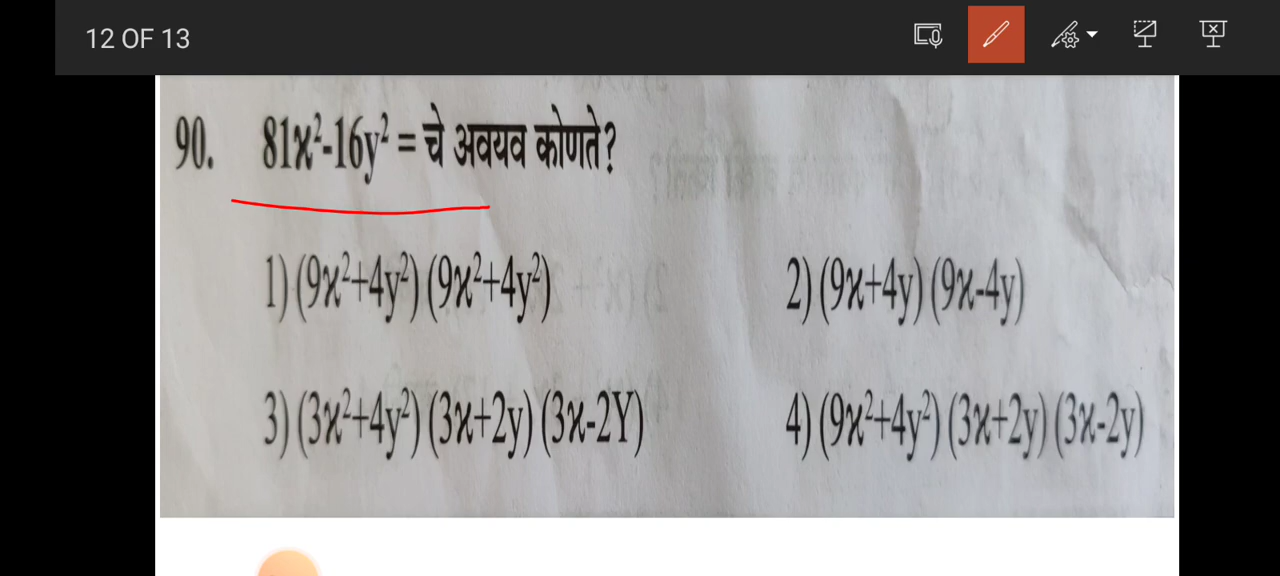 12 OF 13
90. 81x²-16y² = चे अवयव कोणते?
1) (9x²+4y²) (9x²+4y²) 2) (9x+4y) (9x-4y)
3) (3x²+4y²) (3x+2y) (3x-2Y) 4) (9x²+4y²) (3x+2y) (3x-2y)